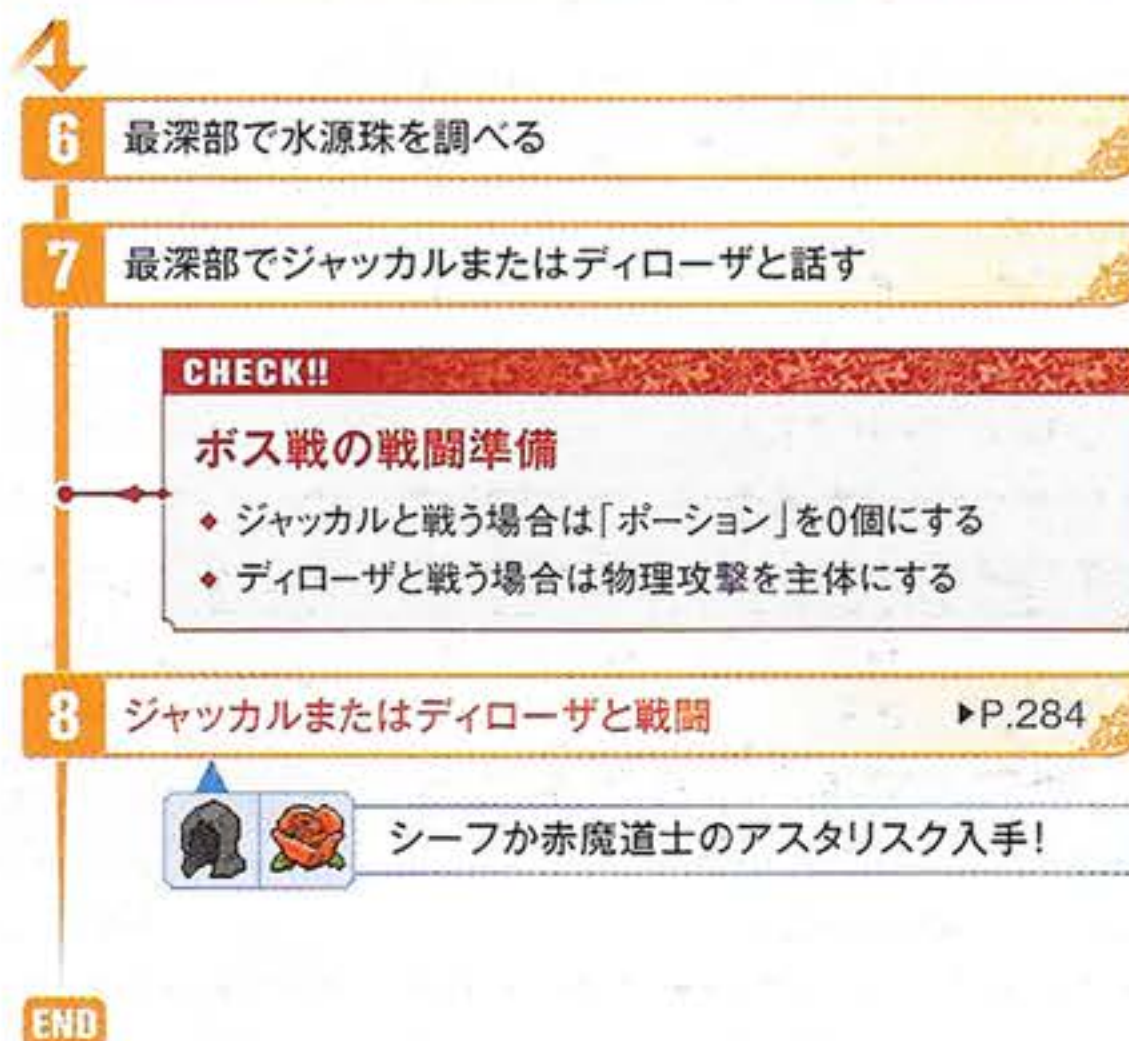 6 最深部で水源珠を調べる
7 最深部でジャッカルまたはディローザと話す
CHECK!!
ボス戦の戦闘準備
◆ ジャッカルと戦う場合は「ポーション」を0個にする
◆ ディローザと戦う場合は物理攻撃を主体にする
8 ジャッカルまたはディローザと戦闘 ▶P.284
シーフか赤魔道士のアスタリスク入手!
END